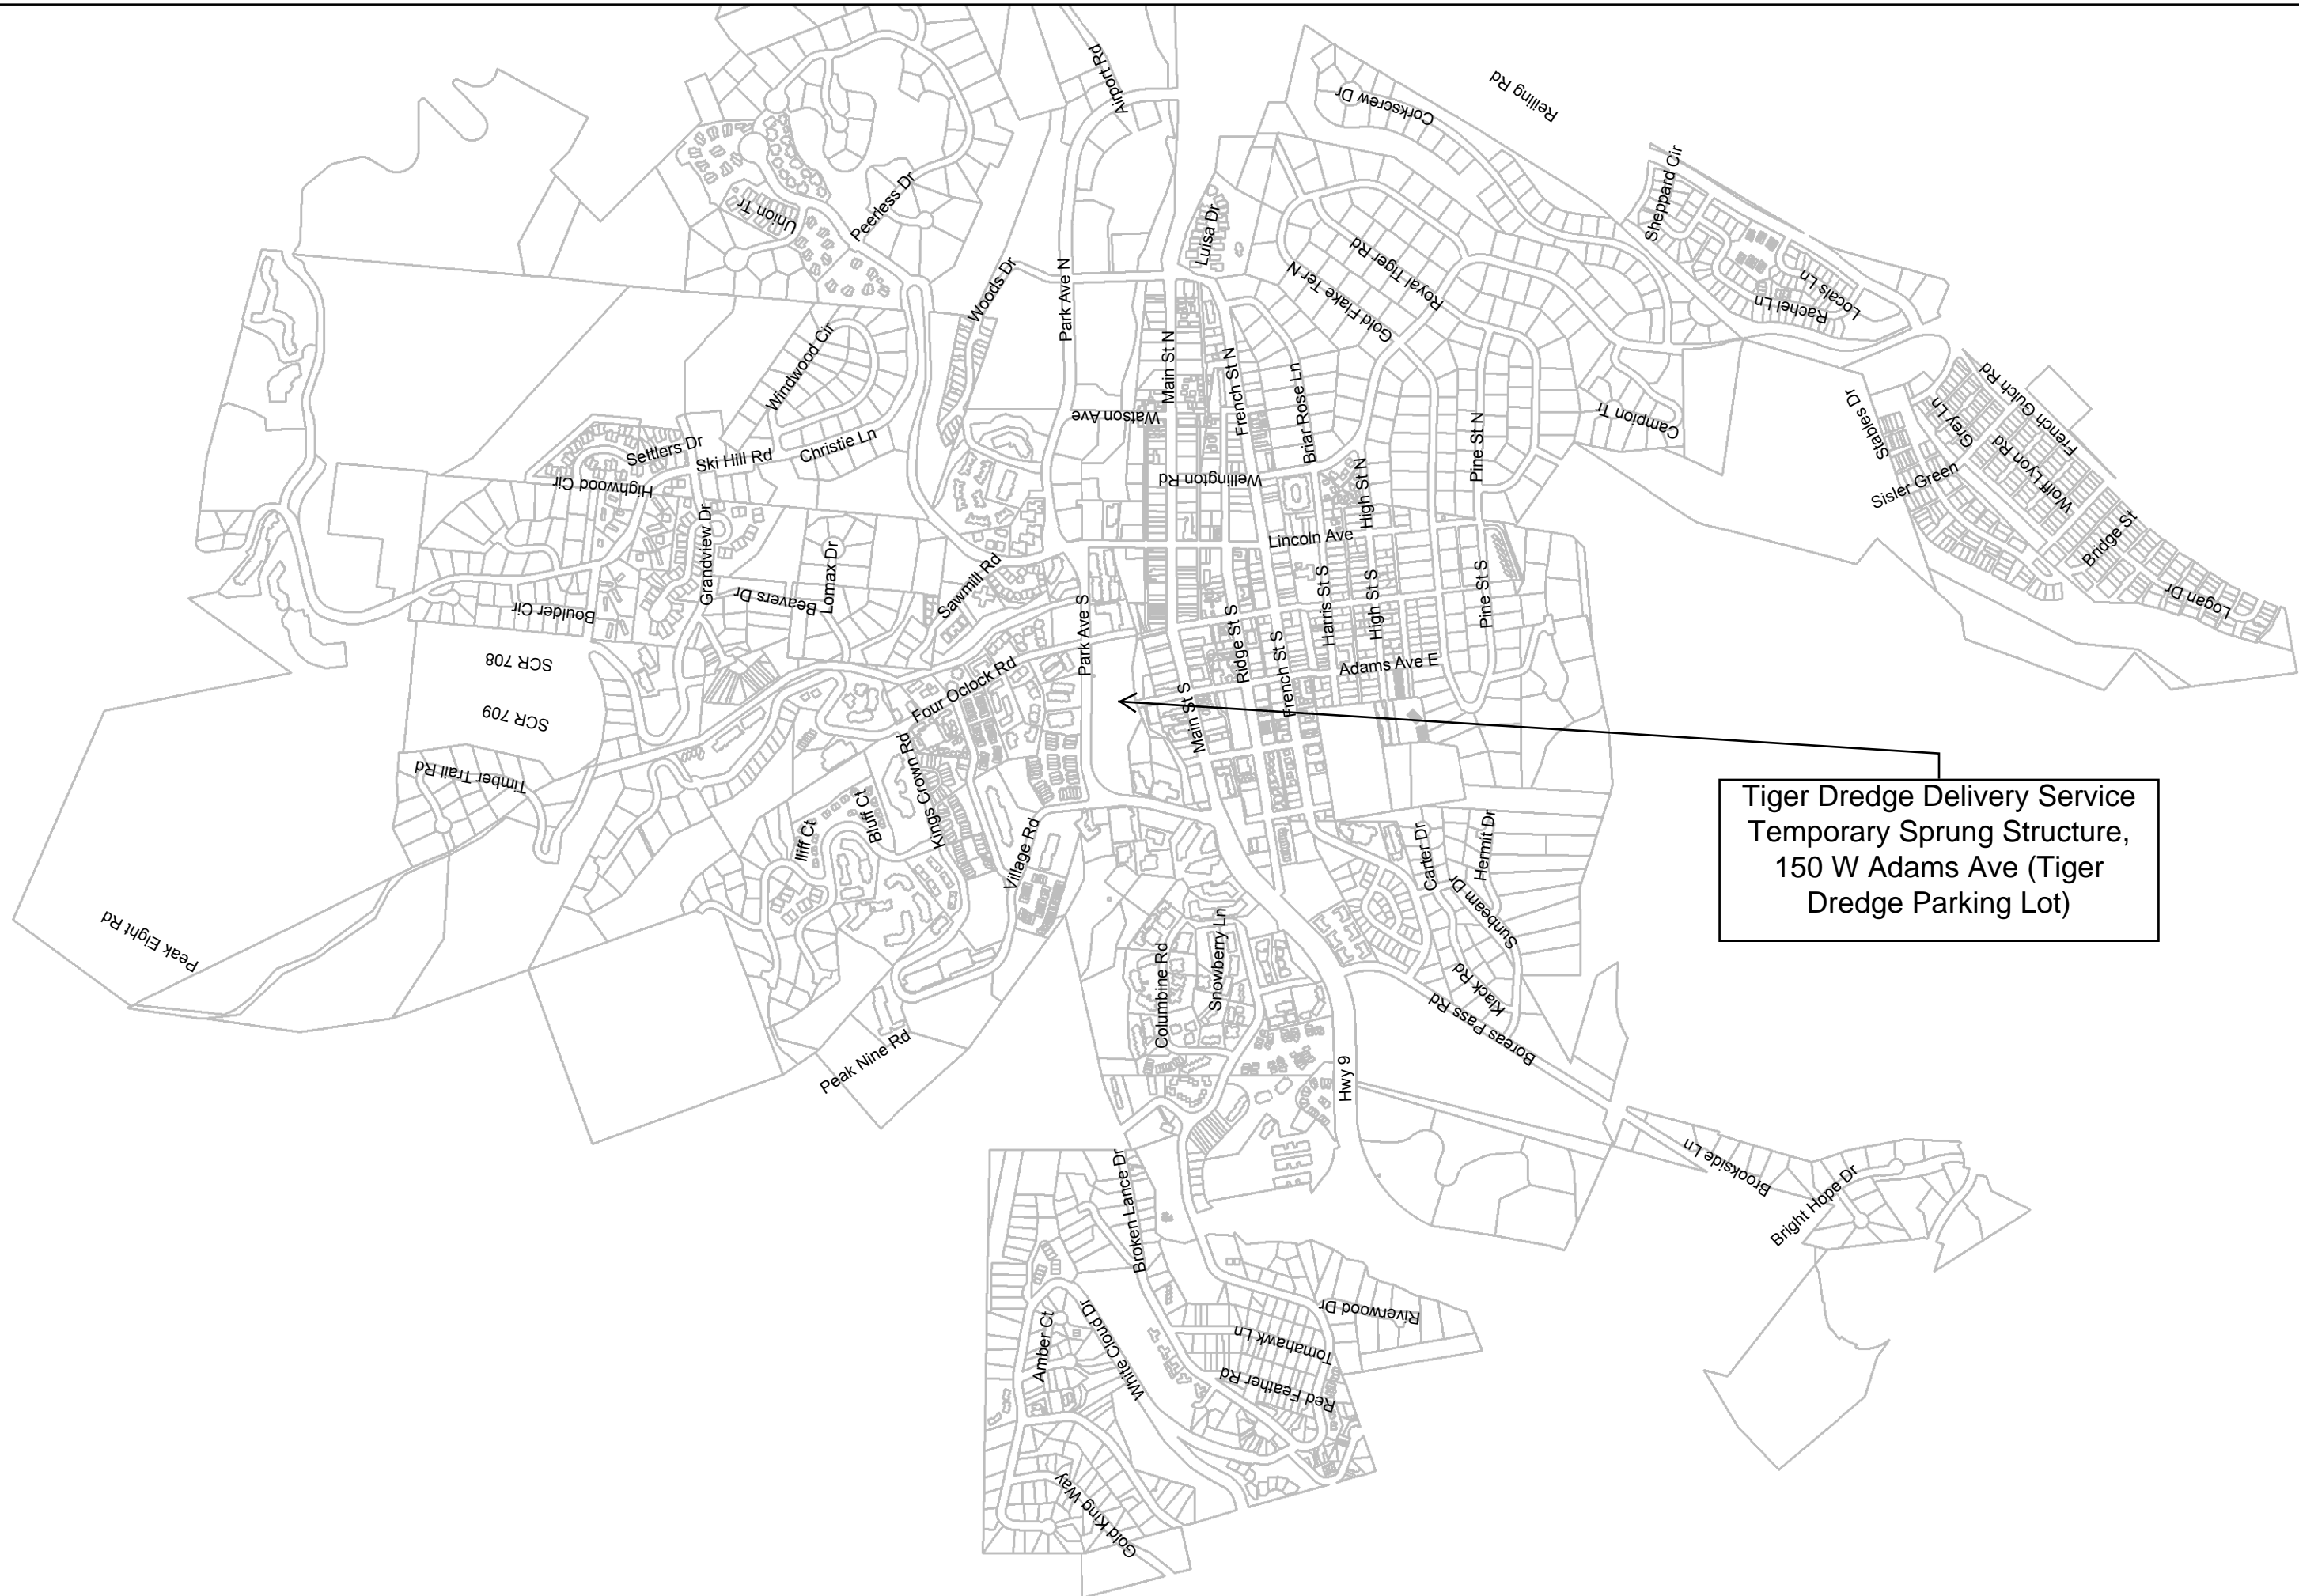 Airport Rd
Reiling Rd
Corkscrew Dr
Sheppard Cir
Peerless Dr
Union Tr
Luisa Dr
Royal Tiger Rd
Gold Flake Ter N
Locals Ln
Rachel Ln
Woods Dr
Park Ave N
Windwood Cir
Main St N
French St N
Briar Rose Ln
Watson Ave
Campion Tr
Pine St N
Stables Dr
Grey Ln
French Gulch Rd
Wolff Lyon Rd
Sisler Green
Bridge St
Logan Dr
Settlers Dr
Ski Hill Rd
Christie Ln
Highwood Cir
Wellington Rd
High St N
Grandview Dr
Lomax Dr
Lincoln Ave
Beavers Dr
Sawmill Rd
Boulder Cir
Park Ave S
Ridge St S
Harris St S
High St S
Pine St S
SCR 708
SCR 709
Four Oclock Rd
French St S
Adams Ave E
Main St S
Timber Trail Rd
Kings Crown Rd
Bluff Ct
Iliff Ct
Village Rd
Carter Dr
Hermit Dr
Sunbeam Dr
Tiger Dredge Delivery Service
Temporary Sprung Structure,
150 W Adams Ave (Tiger
Dredge Parking Lot)
Peak Eight Rd
Columbine Rd
Snowberry Ln
Klack Rd
Boreas Pass Rd
Peak Nine Rd
Hwy 9
Brookside Ln
Bright Hope Dr
Broken Lance Dr
Amber Ct
White Cloud Dr
Riverwood Dr
Tomahawk Ln
Red Feather Rd
Gold King Way